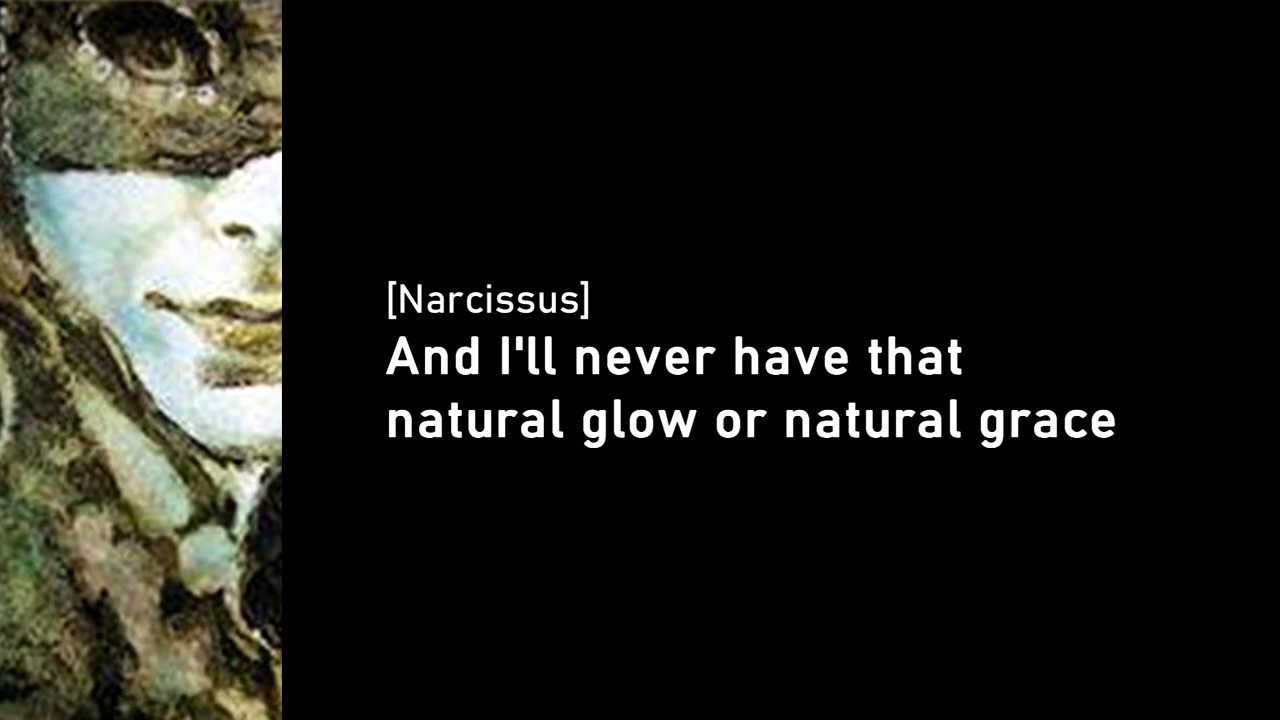 [Narcissus]
And I'll never have that
natural glow or natural grace